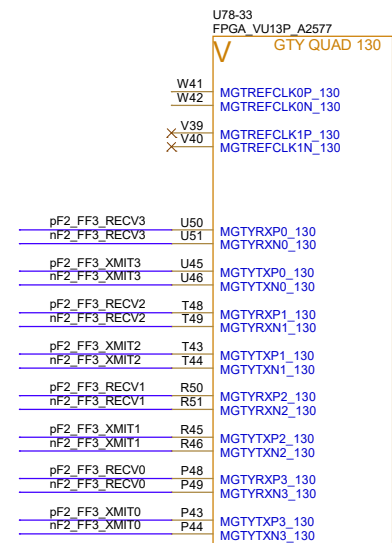 U78-33
FPGA_VU13P_A2577
V GTY QUAD 130
W41 MGTREFCLK0P_130
W42 MGTREFCLK0N_130
V39 MGTREFCLK1P_130
V40 MGTREFCLK1N_130
pF2_FF3_RECV3 U50 MGTYRXP0_130
nF2_FF3_RECV3 U51 MGTYRXN0_130
pF2_FF3_XMIT3 U45 MGTYTXP0_130
nF2_FF3_XMIT3 U46 MGTYTXN0_130
pF2_FF3_RECV2 T48 MGTYRXP1_130
nF2_FF3_RECV2 T49 MGTYRXN1_130
pF2_FF3_XMIT2 T43 MGTYTXP1_130
nF2_FF3_XMIT2 T44 MGTYTXN1_130
pF2_FF3_RECV1 R50 MGTYRXP2_130
nF2_FF3_RECV1 R51 MGTYRXN2_130
pF2_FF3_XMIT1 R45 MGTYTXP2_130
nF2_FF3_XMIT1 R46 MGTYTXN2_130
pF2_FF3_RECV0 P48 MGTYRXP3_130
nF2_FF3_RECV0 P49 MGTYRXN3_130
pF2_FF3_XMIT0 P43 MGTYTXP3_130
nF2_FF3_XMIT0 P44 MGTYTXN3_130